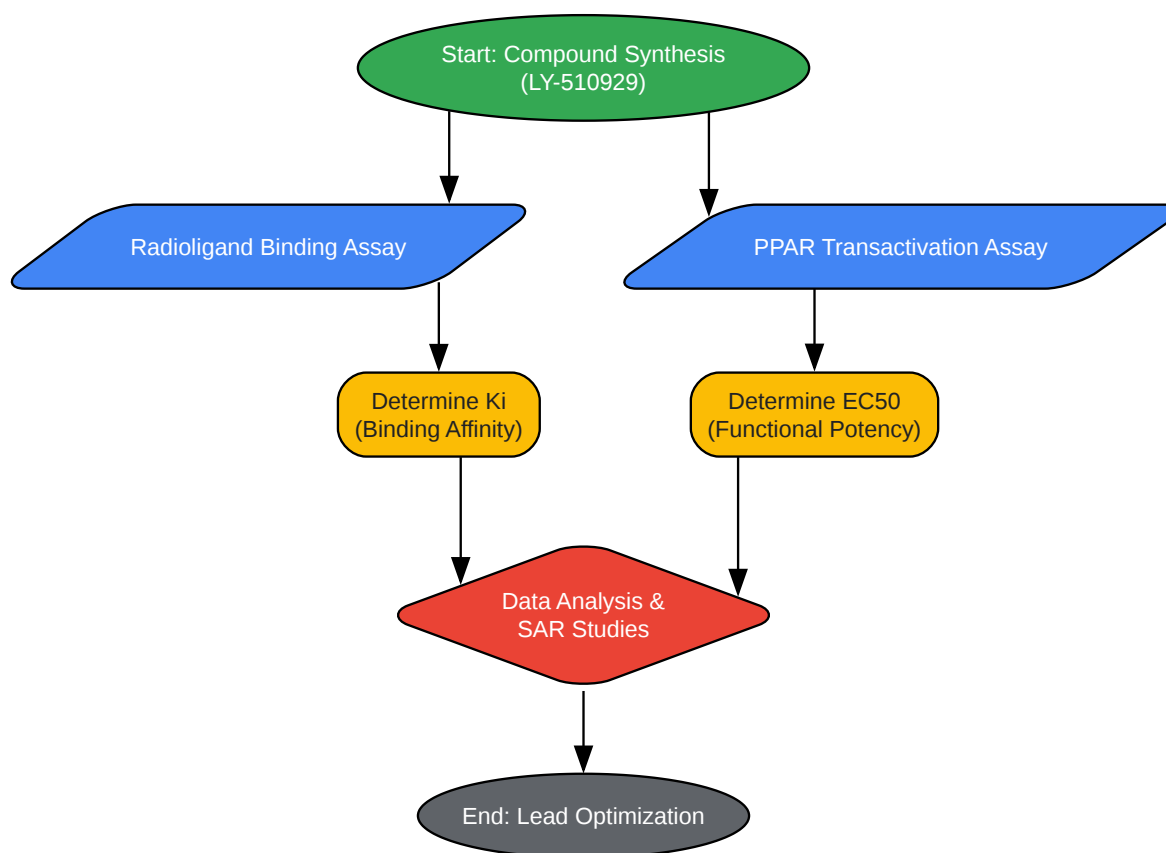 Start: Compound Synthesis
(LY-510929)
Radioligand Binding Assay
PPAR Transactivation Assay
Determine Ki
(Binding Affinity)
Determine EC50
(Functional Potency)
Data Analysis &
SAR Studies
End: Lead Optimization